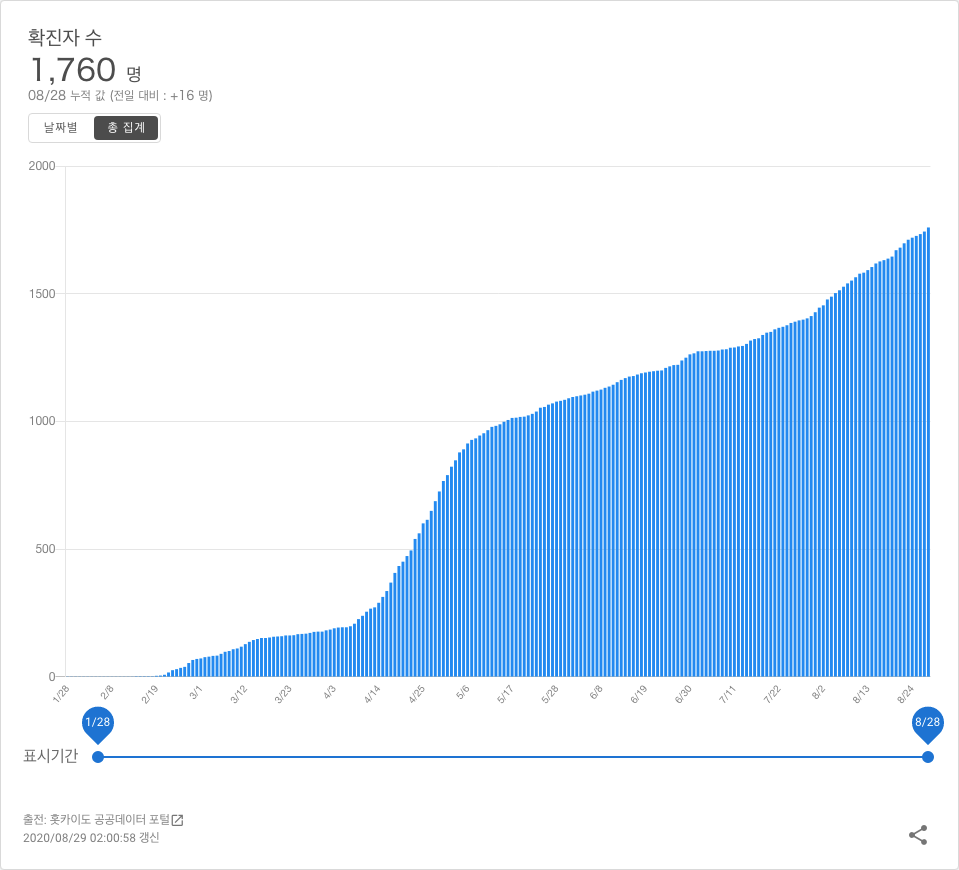 확진자 수
1,760 명
08/28 누적 값 (전일 대비 : +16 명)
날짜별 총 집계
2000
1500
1000
500
0
1/28 2/8 2/19 3/1 3/12 3/23 4/3 4/14 4/25 5/6 5/17 5/28 6/8 6/19 6/30 7/11 7/22 8/2 8/13 8/24
1/28 8/28
표시기간
출전: 홋카이도 공공데이터 포털
2020/08/29 02:00:58 갱신